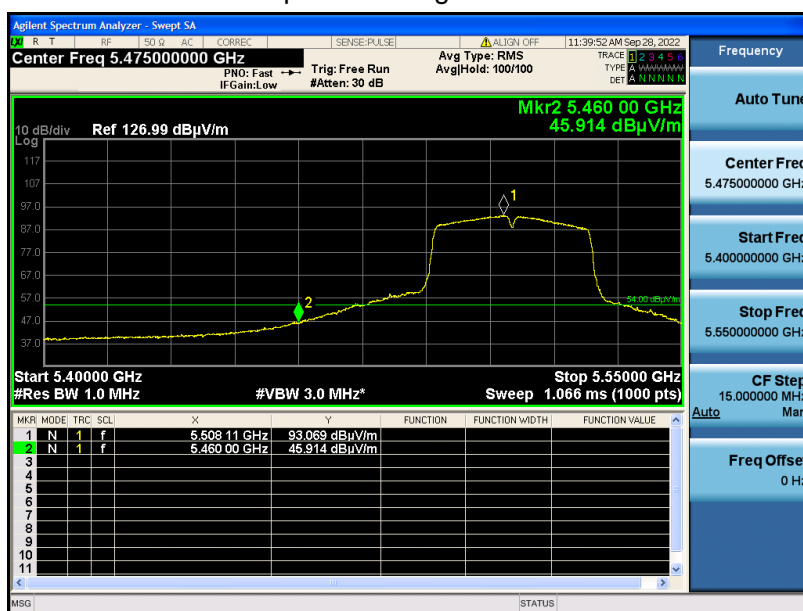 Agilent Spectrum Analyzer - Swept SA
R T RF 50 Ω AC CORREC SENSE:PULSE ALIGN OFF 11:39:52 AM Sep 28, 2022
Center Freq 5.475000000 GHz
PNO: Fast
IFGain:Low
Trig: Free Run
#Atten: 30 dB
Avg Type: RMS
Avg|Hold: 100/100
TRACE 1 2 3 4 5 6
TYPE A
DET A N N N N N
Mkr2 5.460 00 GHz
45.914 dBµV/m
10 dB/div Ref 126.99 dBµV/m
Log
117
107
97.0
87.0
77.0
67.0
57.0
47.0
37.0
1
2
54.00 dBµV/m
Start 5.40000 GHz Stop 5.55000 GHz
#Res BW 1.0 MHz #VBW 3.0 MHz* Sweep 1.066 ms (1000 pts)
MKR MODE TRC SCL X Y FUNCTION FUNCTION WIDTH FUNCTION VALUE
1 N 1 f 5.508 11 GHz 93.069 dBµV/m
2 N 1 f 5.460 00 GHz 45.914 dBµV/m
3
4
5
6
7
8
9
10
11
MSG STATUS
Frequency
Auto Tune
Center Freq
5.475000000 GHz
Start Freq
5.400000000 GHz
Stop Freq
5.550000000 GHz
CF Step
15.000000 MHz
Auto Man
Freq Offset
0 Hz